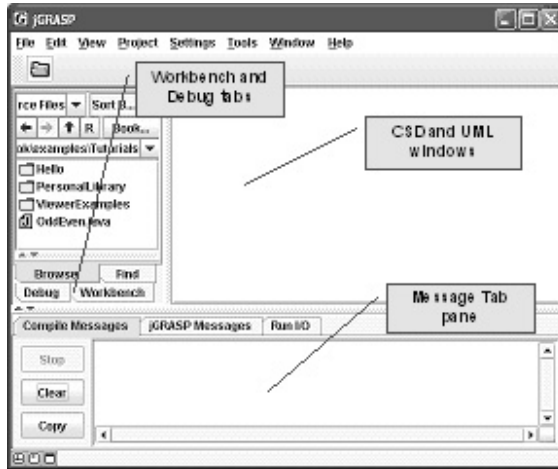 jGRASP
File Edit View Project Settings Tools Window Help
Workbench and
Debug tabs
rce Files Sort B...
R Book...
ok\examples\Tutorials
CSD and UML
windows
Hello
PersonalLibrary
ViewerExamples
OddEven.java
Browser Find
Debug Workbench
Message Tab
pane
Compile Messages jGRASP Messages Run I/O
Stop
Clear
Copy